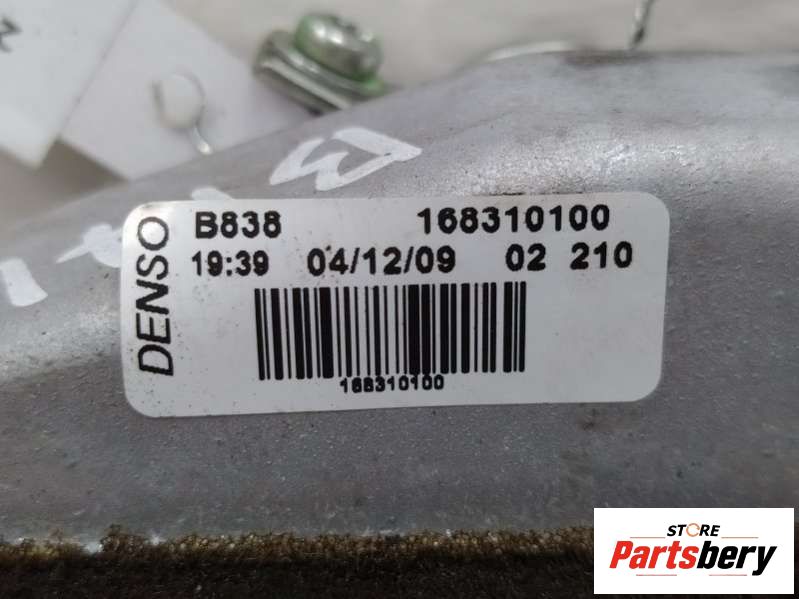 DENSO
B838 168310100
19:39 04/12/09 02 210
168310100
STORE
Partsbery